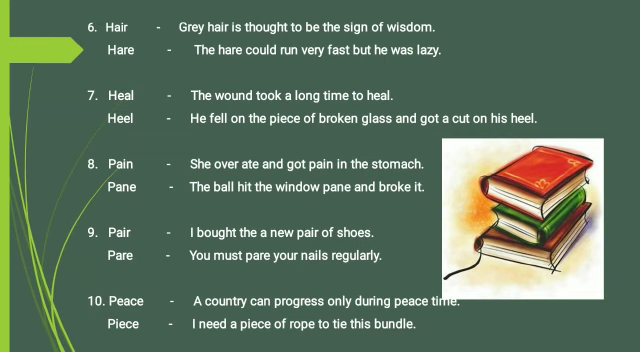 6. Hair - Grey hair is thought to be the sign of wisdom.
Hare - The hare could run very fast but he was lazy.
7. Heal - The wound took a long time to heal.
Heel - He fell on the piece of broken glass and got a cut on his heel.
8. Pain - She over ate and got pain in the stomach.
Pane - The ball hit the window pane and broke it.
9. Pair - I bought the a new pair of shoes.
Pare - You must pare your nails regularly.
10. Peace - A country can progress only during peace time.
Piece - I need a piece of rope to tie this bundle.